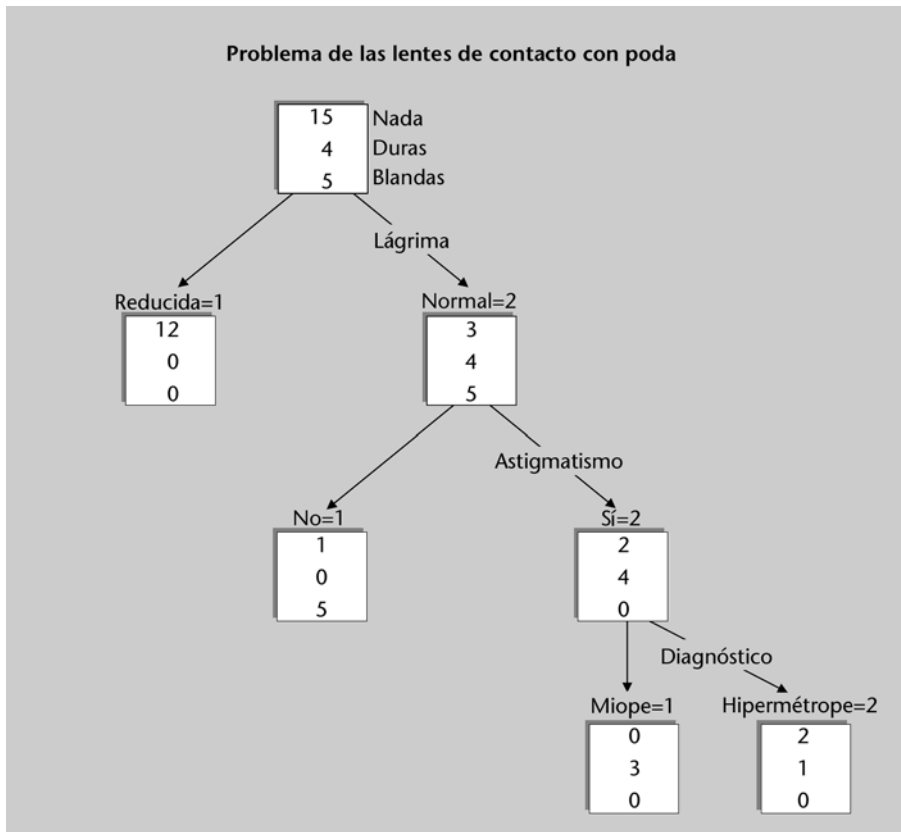 Problema de las lentes de contacto con poda
15 Nada
4 Duras
5 Blandas
Lágrima
Reducida=1
12
0
0
Normal=2
3
4
5
Astigmatismo
No=1
1
0
5
Sí=2
2
4
0
Diagnóstico
Miope=1
0
3
0
Hipermétrope=2
2
1
0